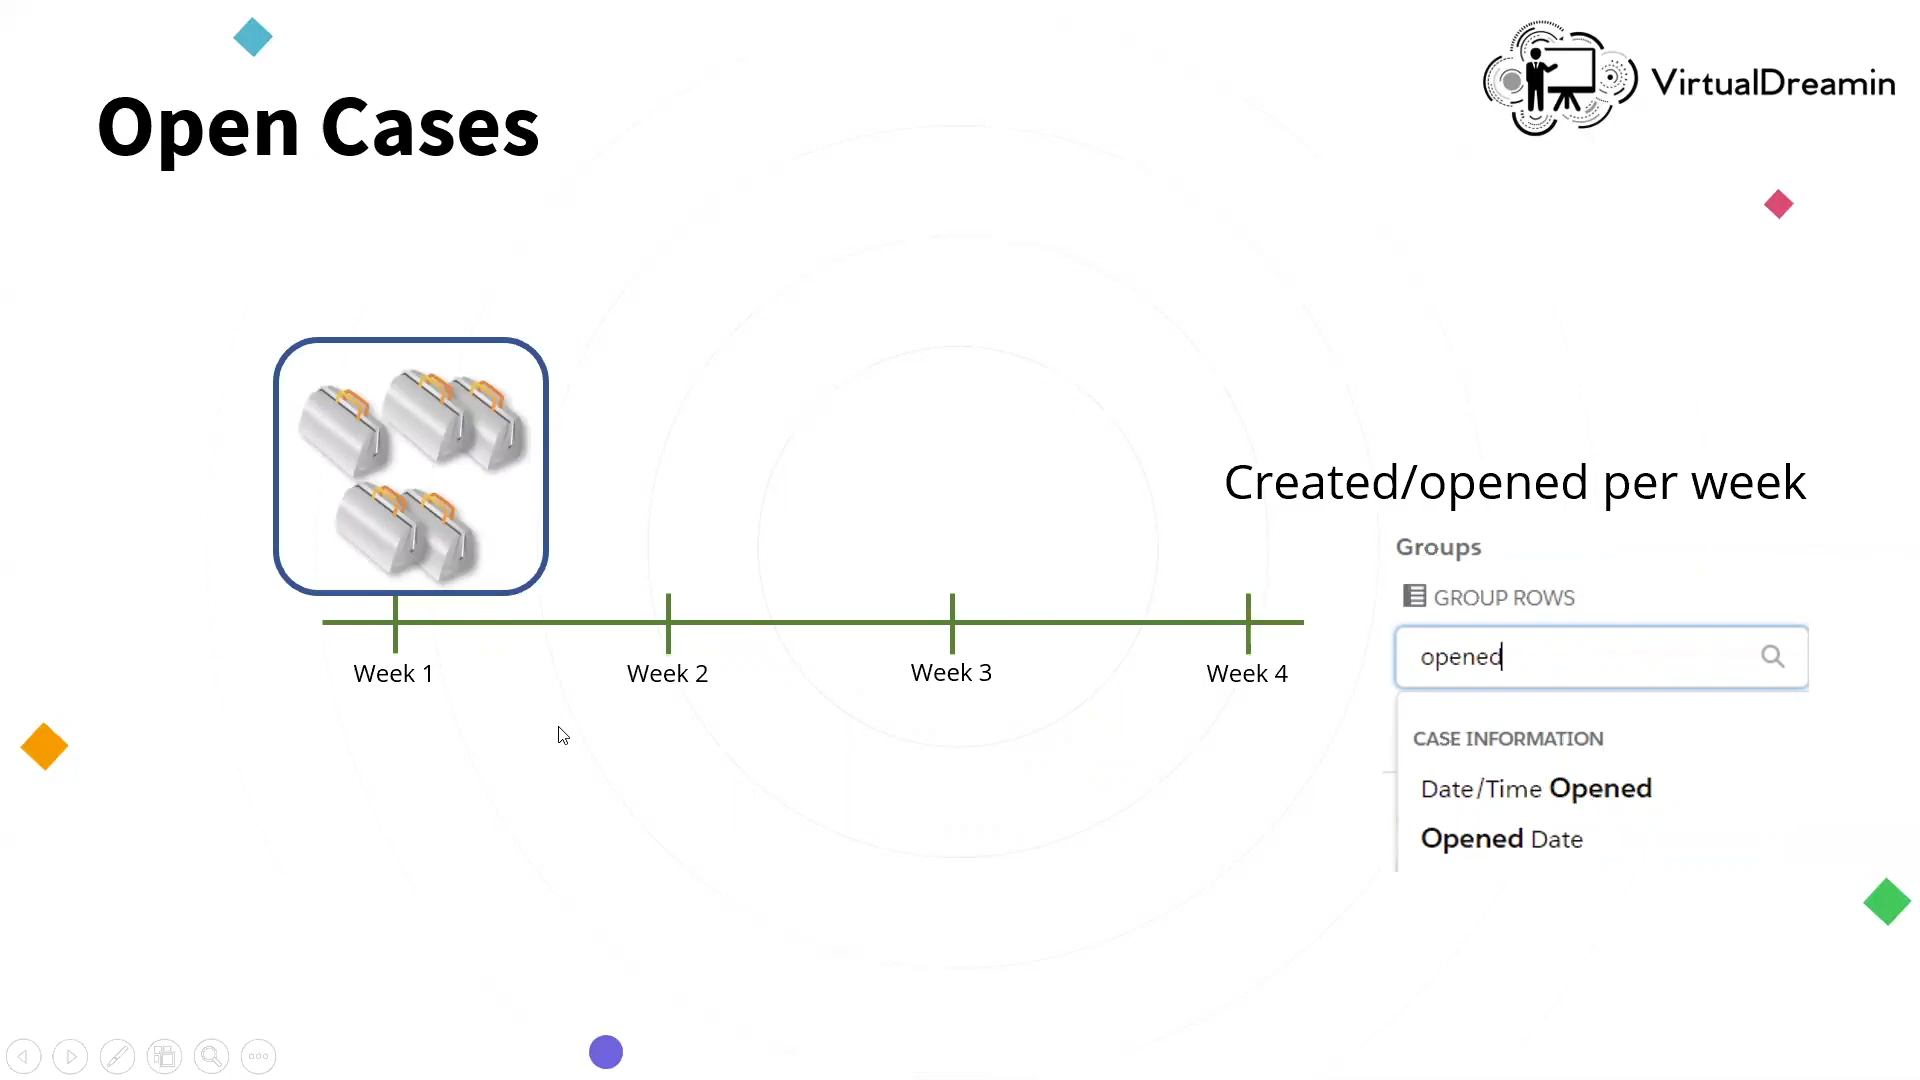 VirtualDreamin
Open Cases
Created/opened per week
Groups
GROUP ROWS
opened
Week 1
Week 2
Week 3
Week 4
CASE INFORMATION
Date/Time Opened
Opened Date